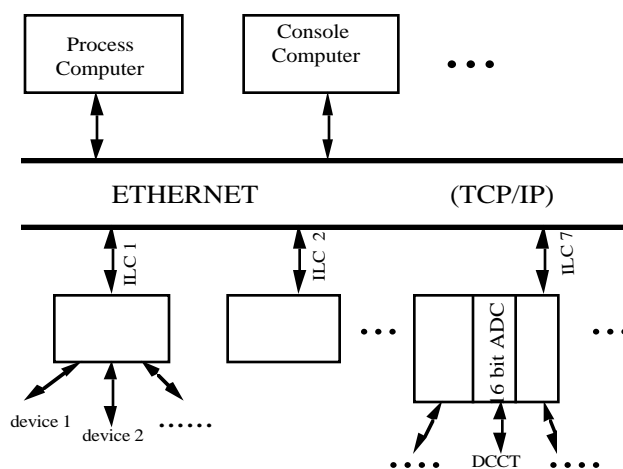 Process
Computer
Console
Computer
ETHERNET (TCP/IP)
ILC 1
ILC 2
ILC 7
16 bit ADC
device 1
device 2
DCCT